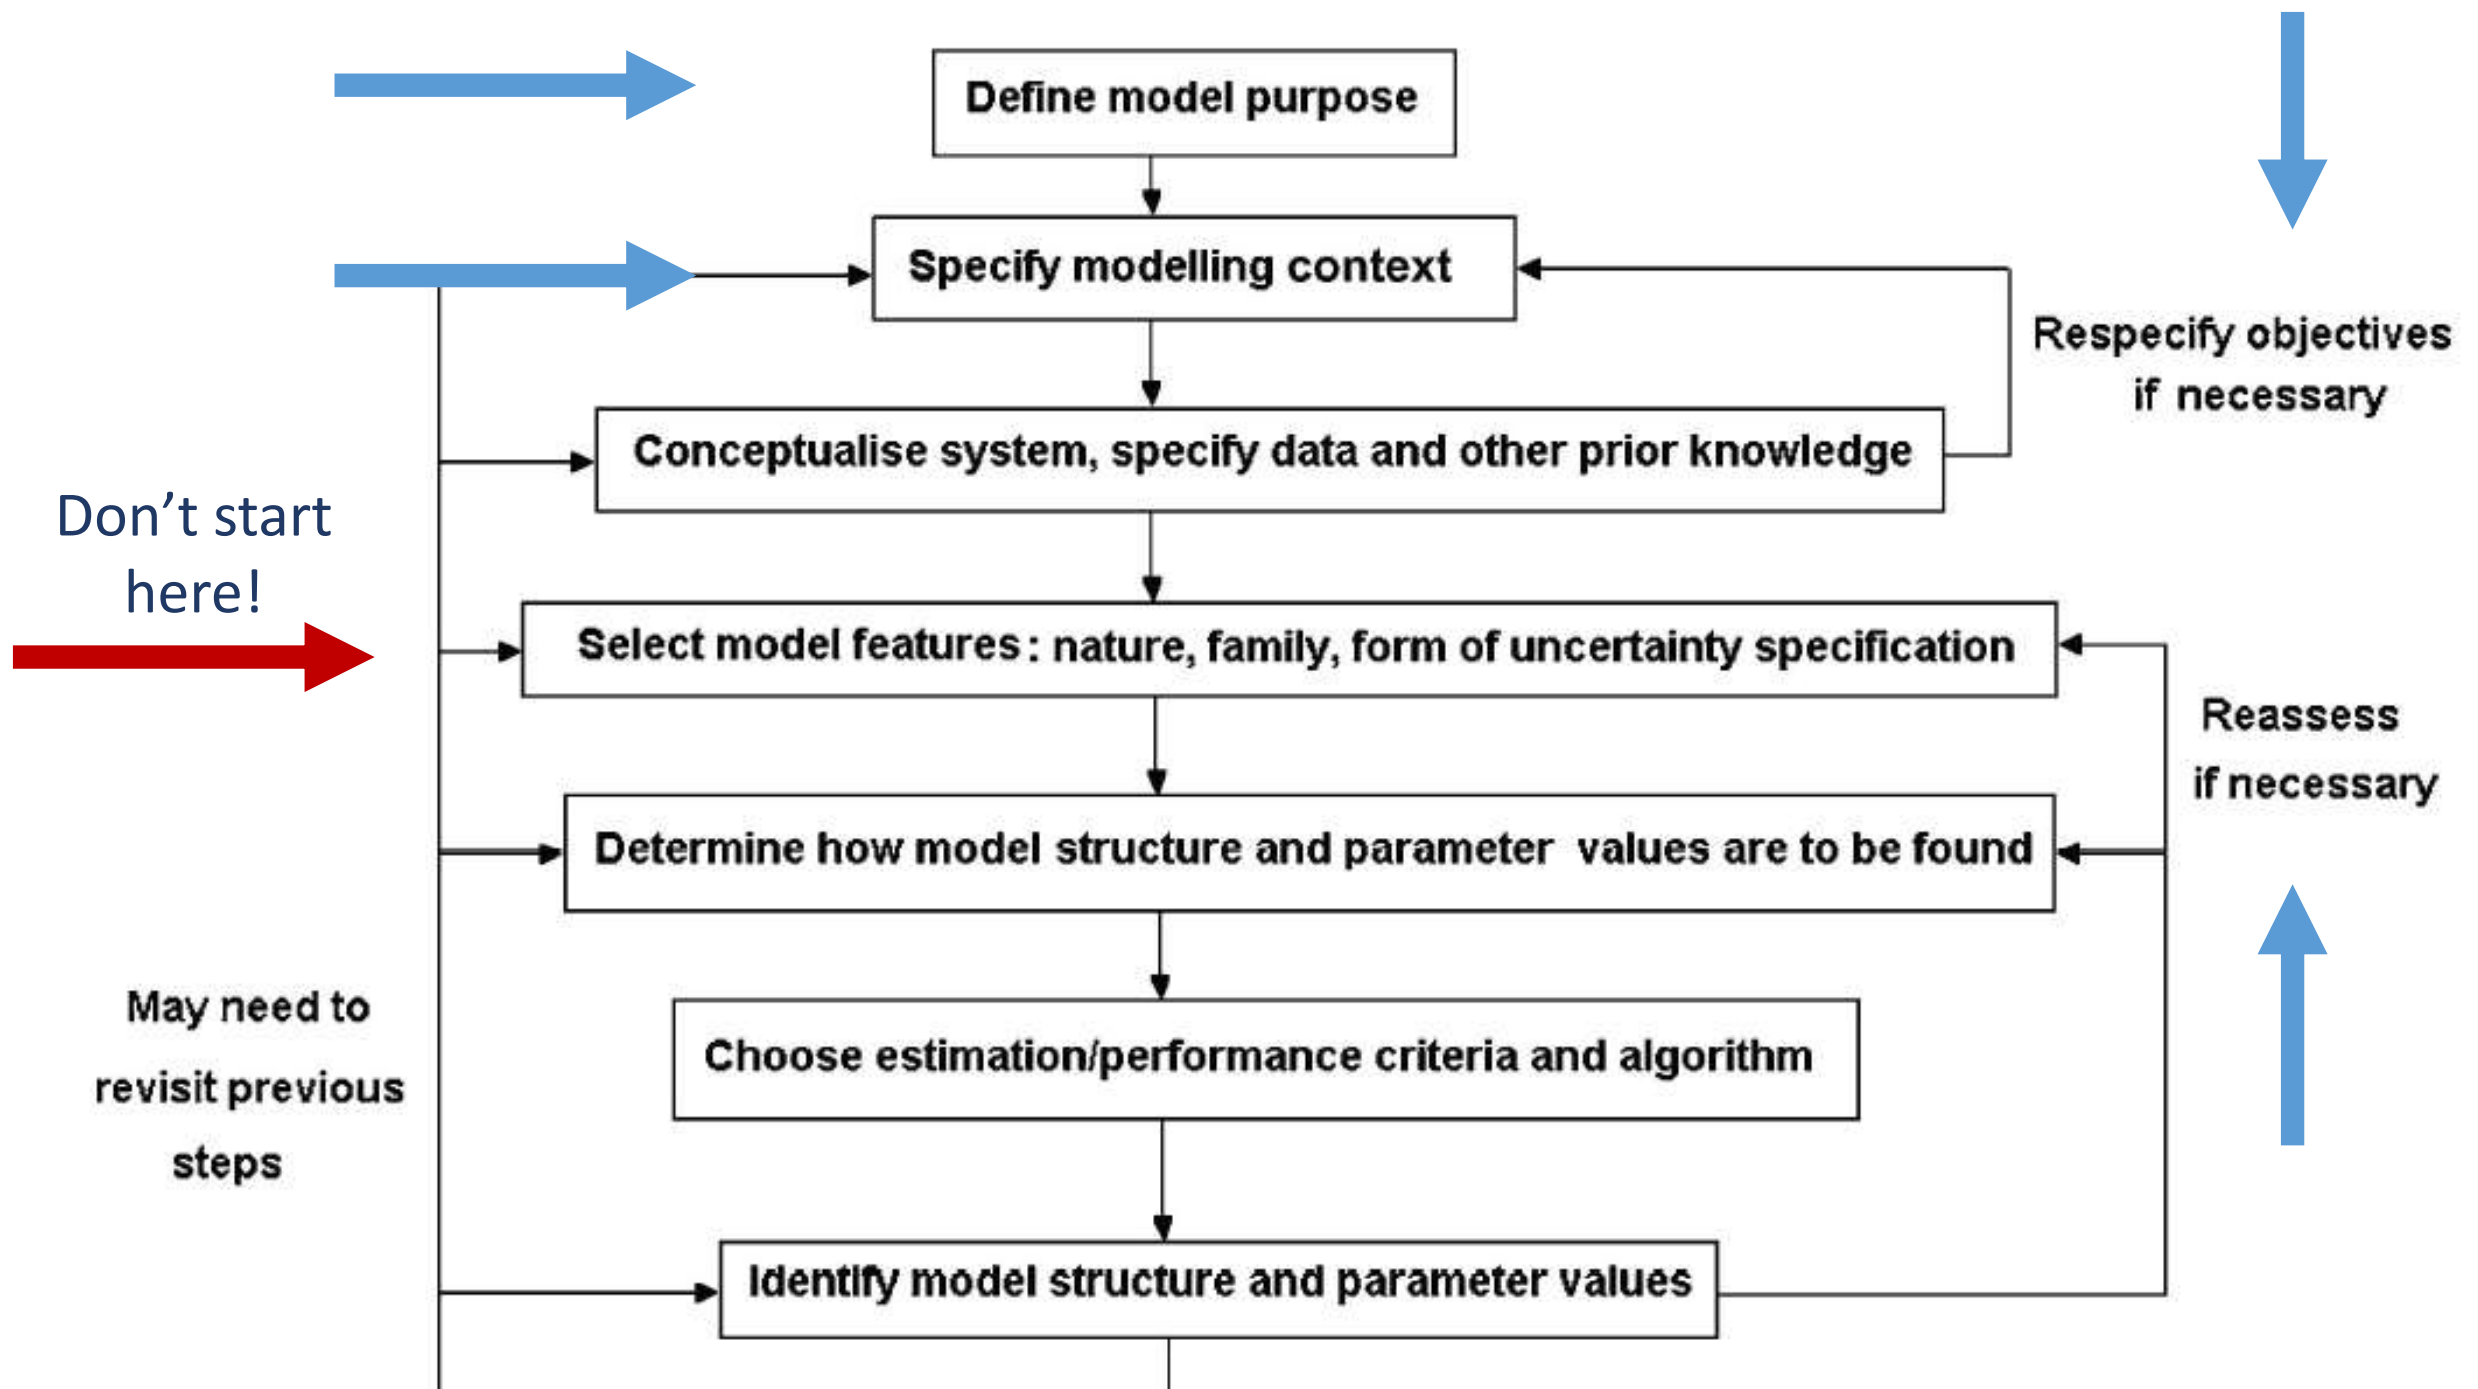 Define model purpose
Specify modelling context
Respecify objectives
if necessary
Conceptualise system, specify data and other prior knowledge
Don’t start
here!
Select model features: nature, family, form of uncertainty specification
Reassess
if necessary
Determine how model structure and parameter values are to be found
May need to
revisit previous
steps
Choose estimation/performance criteria and algorithm
Identify model structure and parameter values